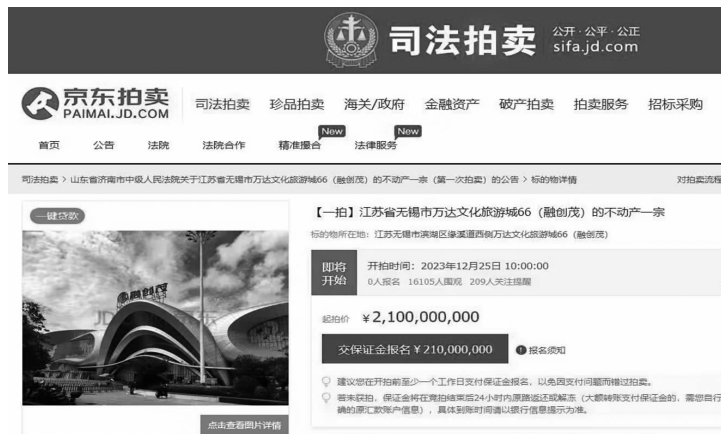 司法拍卖
公开·公平·公正
sifa.jd.com
京东拍卖
PAIMAI.JD.COM
司法拍卖 珍品拍卖 海关/政府 金融资产 破产拍卖 拍卖服务 招标采购
New New
首页 公告 法院 法院合作 精准撮合 法律服务
司法拍卖 > 山东省济南市中级人民法院关于江苏省无锡市万达文化旅游城66（融创茂）的不动产一宗（第一次拍卖）的公告 > 标的物详情 对拍卖流程
一键贷款
【一拍】江苏省无锡市万达文化旅游城66（融创茂）的不动产一宗
标的物所在地：江苏无锡市滨湖区缘溪道西侧万达文化旅游城66（融创茂）
即将
开始
开拍时间：2023年12月25日 10:00:00
0人报名 16105人围观 209人关注提醒
融创茂
起拍价 ¥2,100,000,000
交保证金报名¥210,000,000 报名须知
建议您在开拍前至少一个工作日支付保证金报名，以免因支付问题而错过拍卖。
若未获拍，保证金将在竞拍结束后24小时内原路返还或解冻（大额转账支付保证金的，需您自行
确的原汇款账户信息），具体到账时间请以银行信息提示为准。
点击查看图片详情